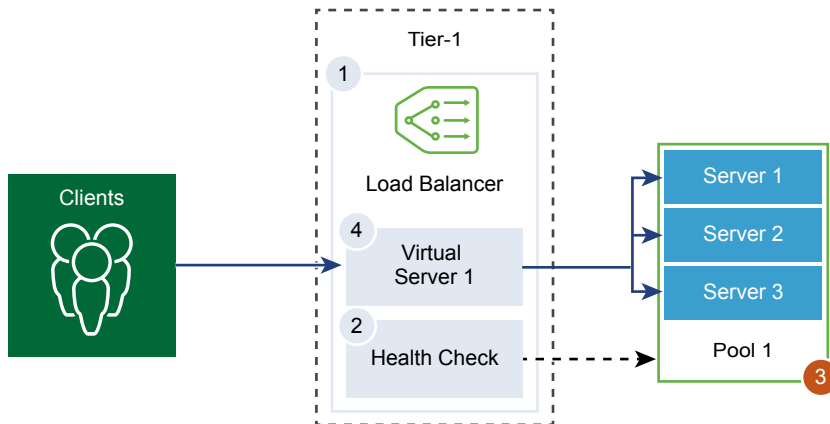 Tier-1
1
Load Balancer
Clients
4
Virtual
Server 1
2
Health Check
Server 1
Server 2
Server 3
Pool 1
3